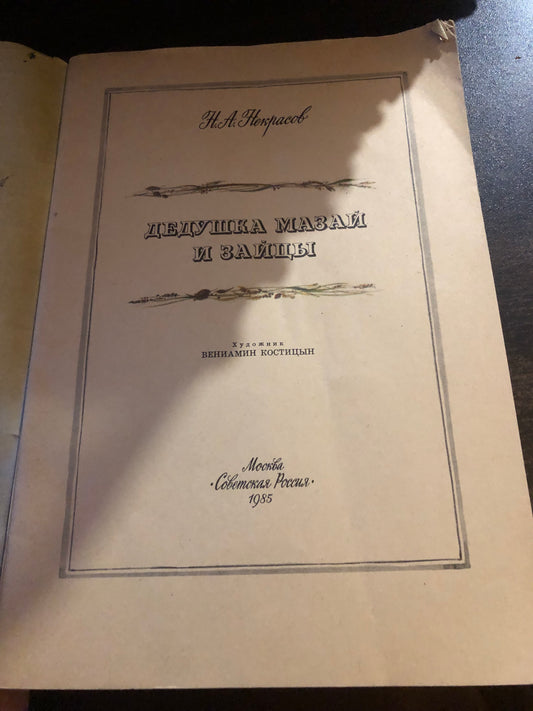 Н.А.Некрасов
ДЕДУШКА МАЗАЙ
И ЗАЙЦЫ
Художник
ВЕНИАМИН КОСТИЦЫН
Москва
·Советская Россия·
1985